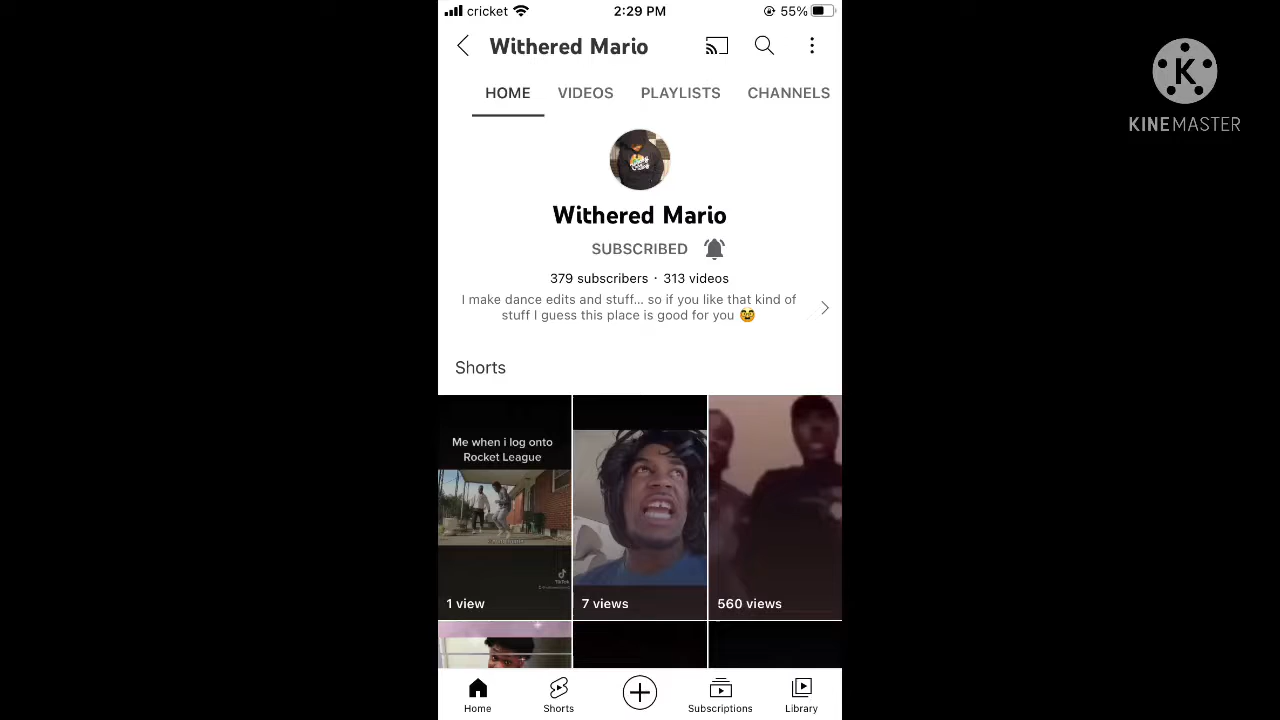 cricket
2:29 PM
55%
Withered Mario
HOME VIDEOS PLAYLISTS CHANNELS
Withered Mario
SUBSCRIBED
379 subscribers · 313 videos
I make dance edits and stuff... so if you like that kind of
stuff I guess this place is good for you 🥸
Shorts
Me when i log onto
Rocket League
TikTok
1 view
7 views
560 views
Home Shorts Subscriptions Library
K
KINEMASTER